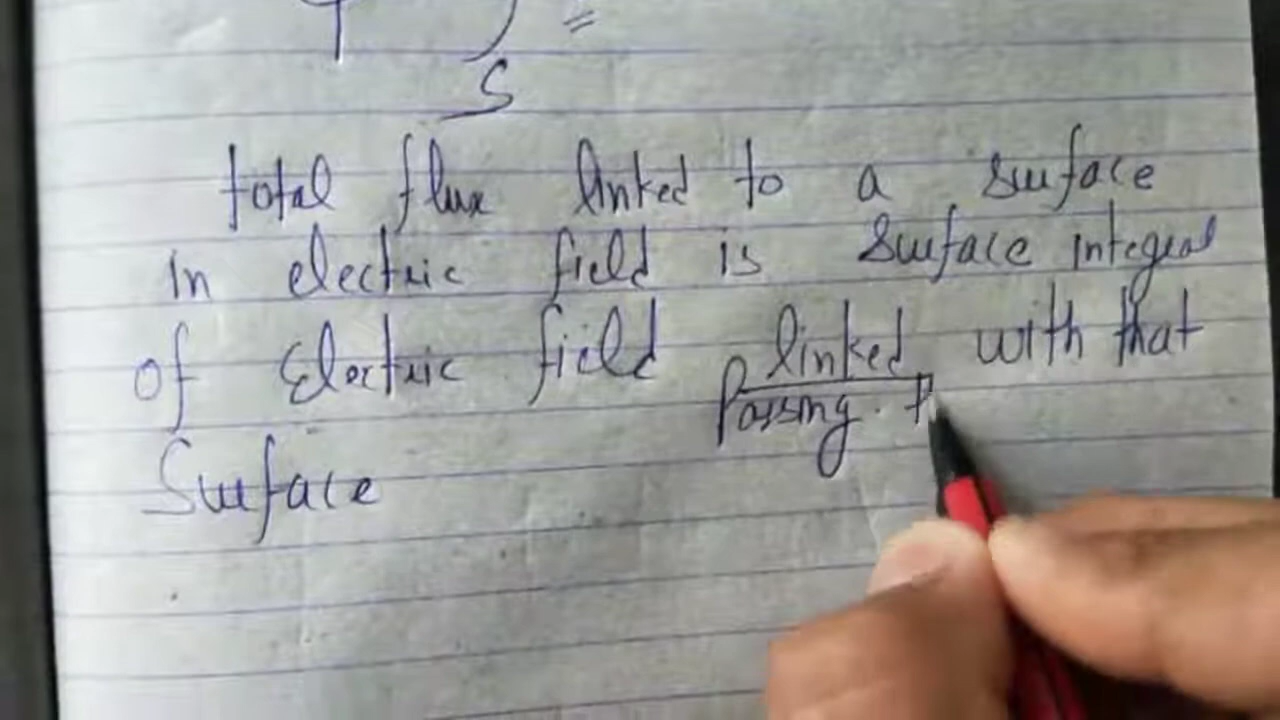 S =
total flux linked to a surface
in electric field is surface integral
of Electric field linked with that
Passing.
Surface